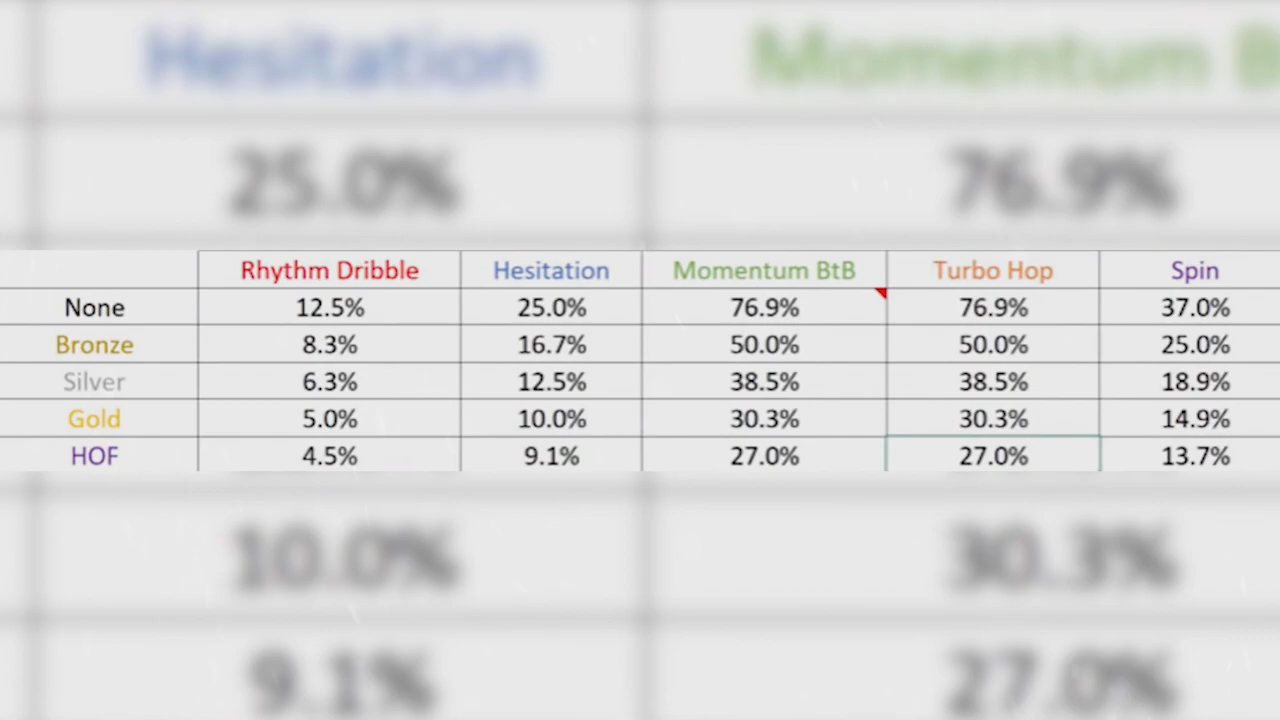 Hesitation Momentum B
25.0% 76.9%
Rhythm Dribble Hesitation Momentum BtB Turbo Hop Spin
None 12.5% 25.0% 76.9% 76.9% 37.0%
Bronze 8.3% 16.7% 50.0% 50.0% 25.0%
Silver 6.3% 12.5% 38.5% 38.5% 18.9%
Gold 5.0% 10.0% 30.3% 30.3% 14.9%
HOF 4.5% 9.1% 27.0% 27.0% 13.7%
10.0% 30.3%
9.1% 27.0%